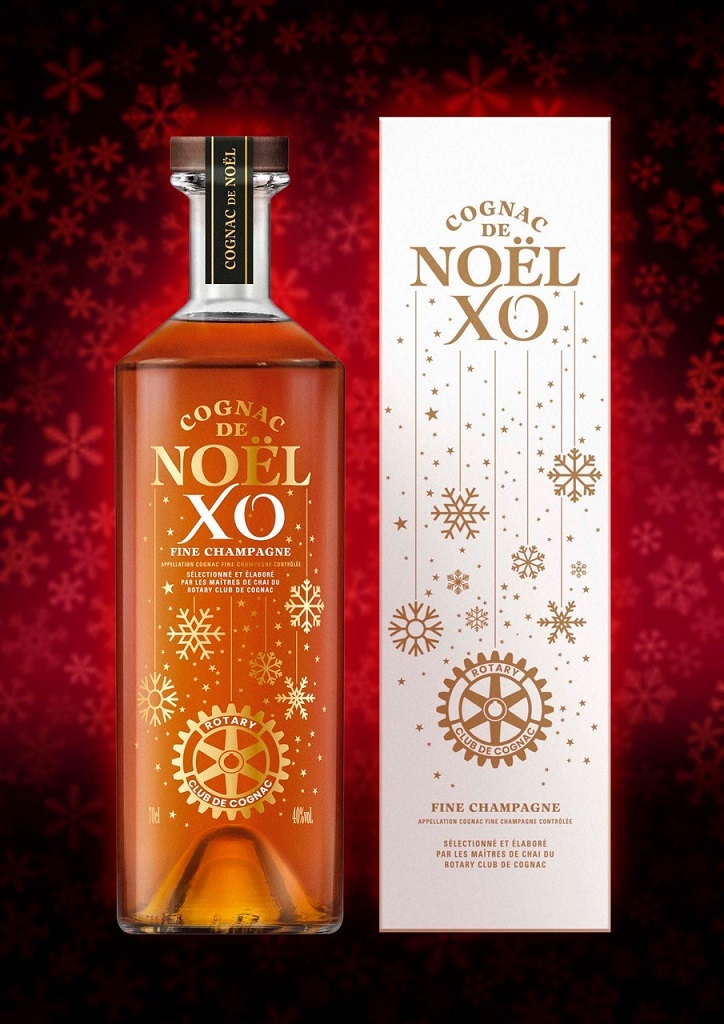 COGNAC DE NOËL
COGNAC
DE
NOËL
XO
FINE CHAMPAGNE
APPELLATION COGNAC FINE CHAMPAGNE CONTRÔLÉE
SÉLECTIONNÉ ET ÉLABORÉ
PAR LES MAÎTRES DE CHAI DU
ROTARY CLUB DE COGNAC
ROTARY
CLUB DE COGNAC
70cl
40%vol.
COGNAC
DE
NOËL
XO
ROTARY
CLUB DE COGNAC
FINE CHAMPAGNE
APPELLATION COGNAC FINE CHAMPAGNE CONTRÔLÉE
SÉLECTIONNÉ ET ÉLABORÉ
PAR LES MAÎTRES DE CHAI DU
ROTARY CLUB DE COGNAC